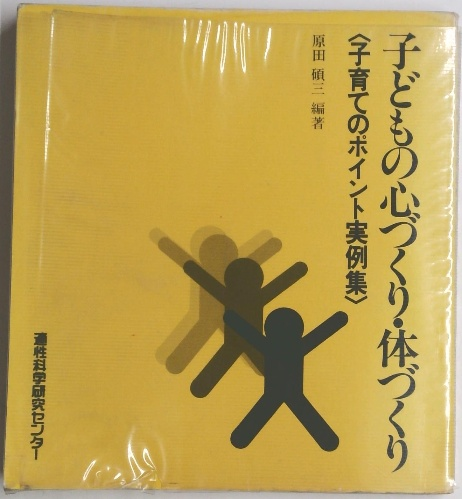 子どもの心づくり・体づくり
〈子育てのポイント実例集〉
原田 碩三 編著
適性科学研究センター